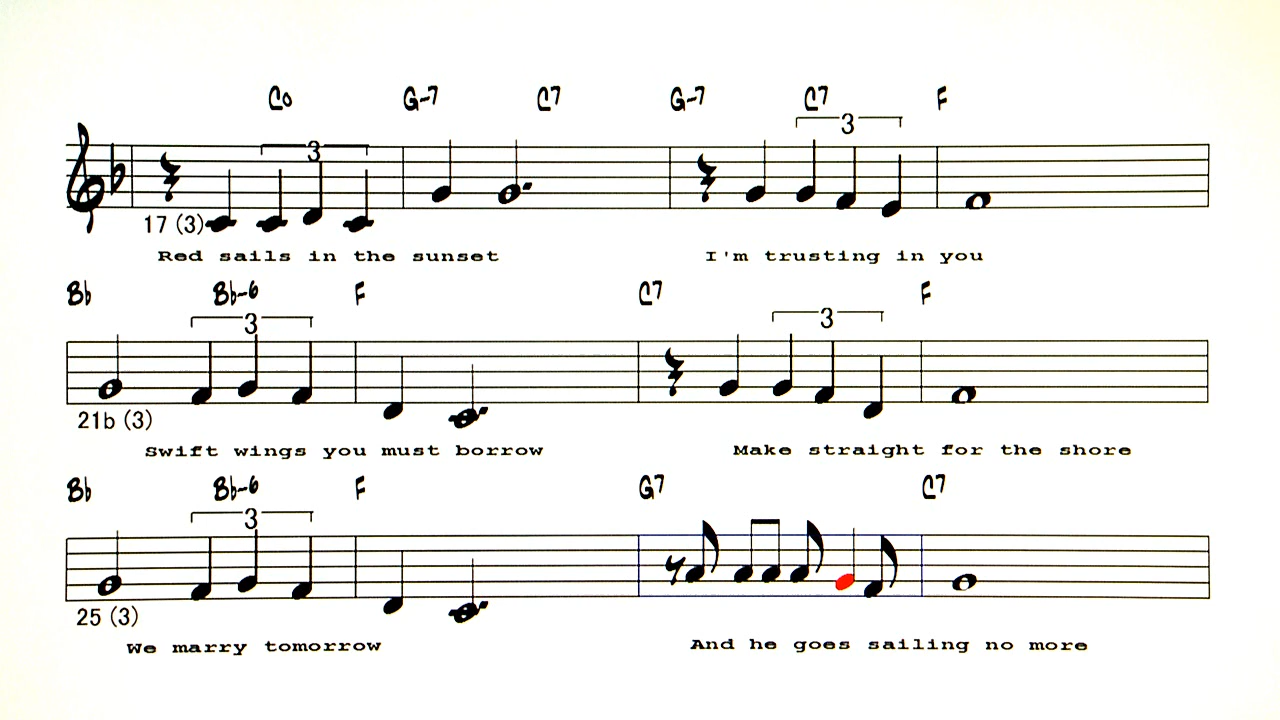 Co G-7 C7 G-7 C7 F
3 3
17 (3)
Red sails in the sunset I'm trusting in you
Bb Bb-6 F C7 F
3 3
21b (3)
Swift wings you must borrow Make straight for the shore
Bb Bb-6 F G7 C7
3
25 (3)
We marry tomorrow And he goes sailing no more